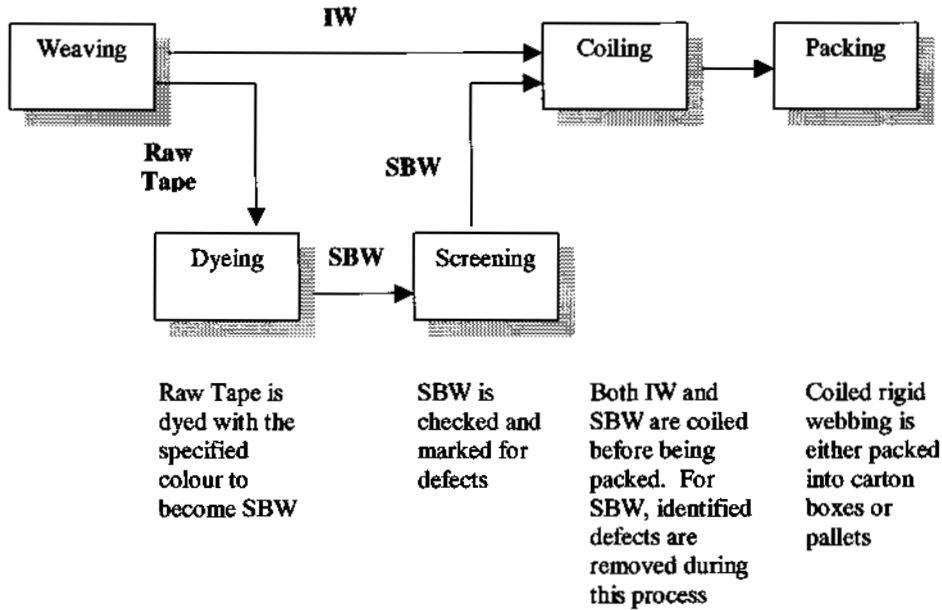 IW
Weaving
Coiling
Packing
Raw
Tape
SBW
Dyeing
SBW
Screening
Raw Tape is
dyed with the
specified
colour to
become SBW
SBW is
checked and
marked for
defects
Both IW and
SBW are coiled
before being
packed. For
SBW, identified
defects are
removed during
this process
Coiled rigid
webbing is
either packed
into carton
boxes or
pallets